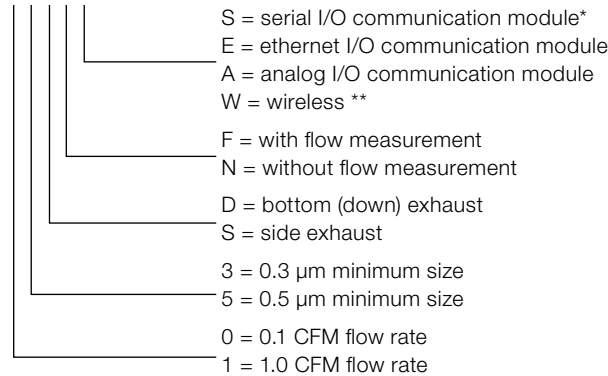 S = serial I/O communication module*
E = ethernet I/O communication module
A = analog I/O communication module
W = wireless **
F = with flow measurement
N = without flow measurement
D = bottom (down) exhaust
S = side exhaust
3 = 0.3 µm minimum size
5 = 0.5 µm minimum size
0 = 0.1 CFM flow rate
1 = 1.0 CFM flow rate